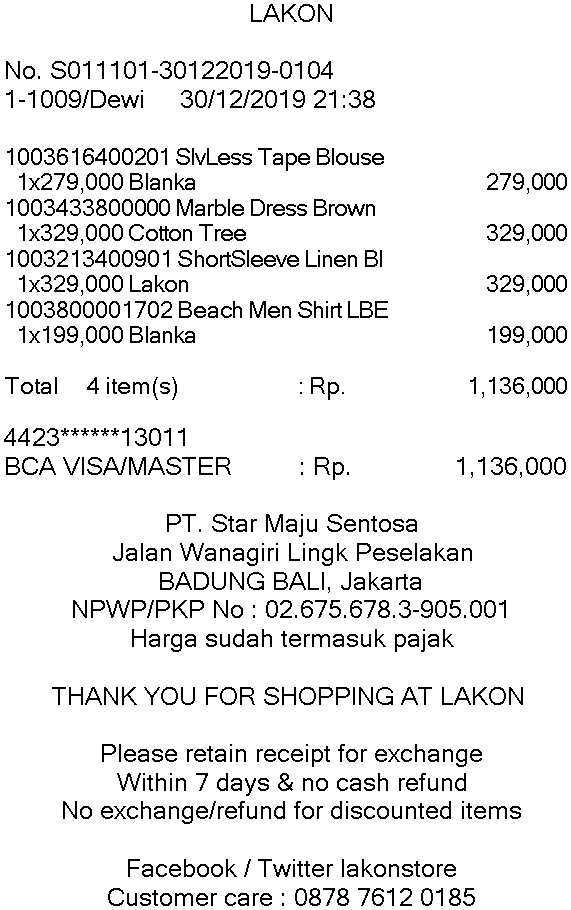 LAKON
No. S011101-30122019-0104
1-1009/Dewi 30/12/2019 21:38
1003616400201 SlvLess Tape Blouse
1x279,000 Blanka 279,000
1003433800000 Marble Dress Brown
1x329,000 Cotton Tree 329,000
1003213400901 ShortSleeve Linen Bl
1x329,000 Lakon 329,000
1003800001702 Beach Men Shirt LBE
1x199,000 Blanka 199,000
Total 4 item(s) : Rp. 1,136,000
4423******13011
BCA VISA/MASTER : Rp. 1,136,000
PT. Star Maju Sentosa
Jalan Wanagiri Lingk Peselakan
BADUNG BALI, Jakarta
NPWP/PKP No : 02.675.678.3-905.001
Harga sudah termasuk pajak
THANK YOU FOR SHOPPING AT LAKON
Please retain receipt for exchange
Within 7 days & no cash refund
No exchange/refund for discounted items
Facebook / Twitter lakonstore
Customer care : 0878 7612 0185